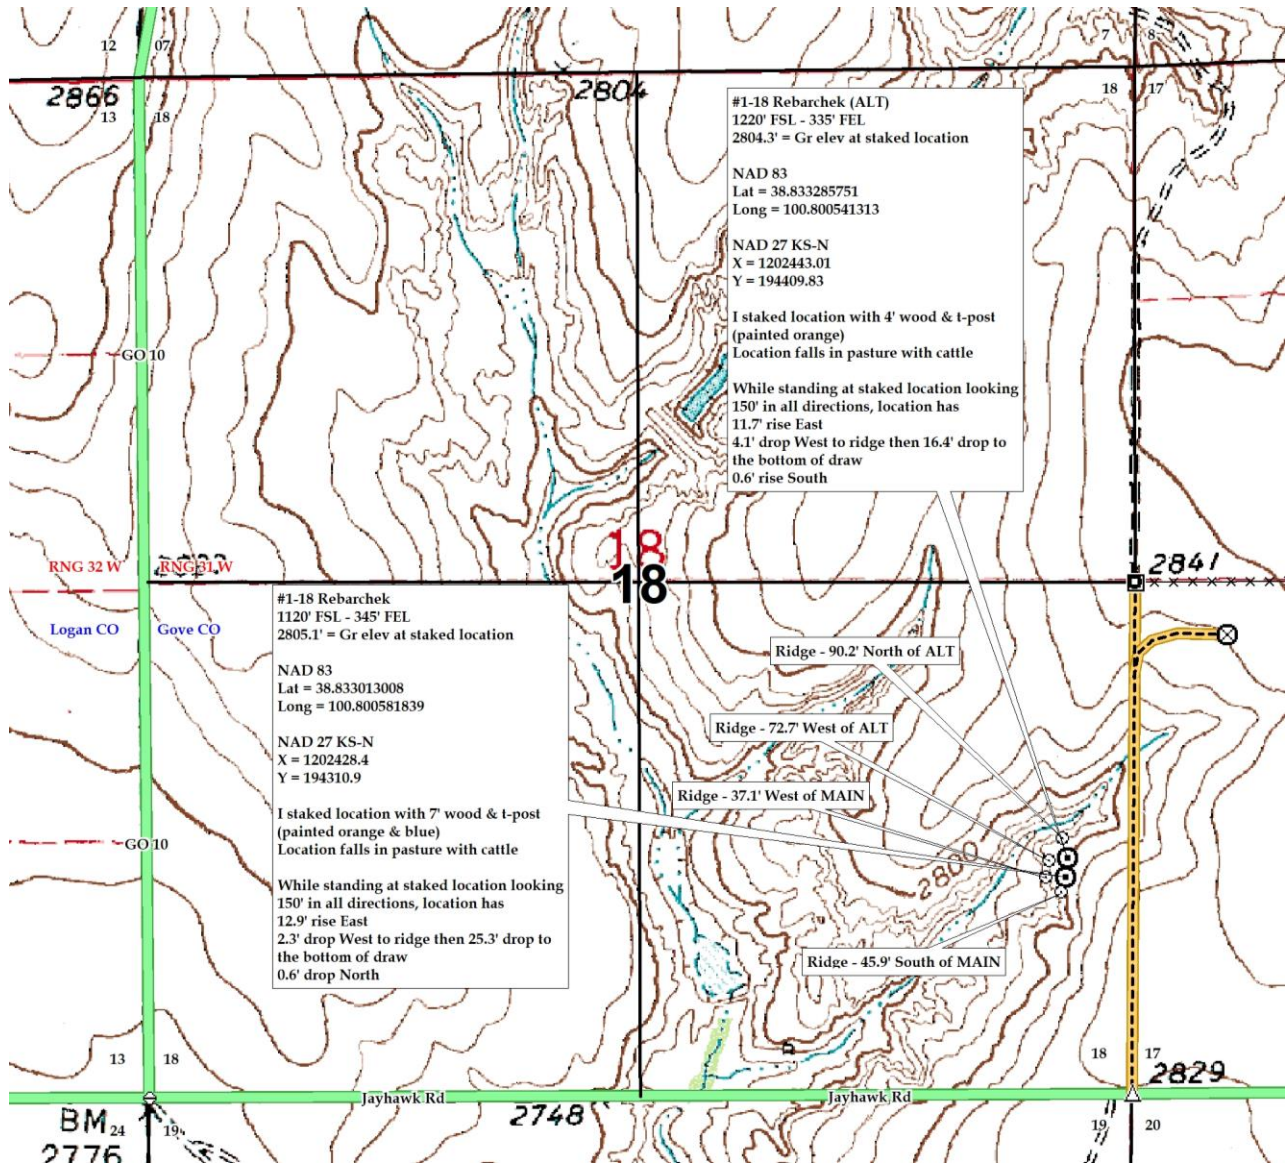 12
07
7
8
2866
2804
13
18
18
17
#1-18 Rebarchek (ALT)
1220' FSL - 335' FEL
2804.3' = Gr elev at staked location
NAD 83
Lat = 38.833285751
Long = 100.800541313
NAD 27 KS-N
X = 1202443.01
Y = 194409.83
I staked location with 4' wood & t-post
(painted orange)
Location falls in pasture with cattle
While standing at staked location looking
150' in all directions, location has
11.7' rise East
4.1' drop West to ridge then 16.4' drop to
the bottom of draw
0.6' rise South
GO 10
18
18
RNG 32 W
RNG 31 W
2841
Logan CO
Gove CO
#1-18 Rebarchek
1120' FSL - 345' FEL
2805.1' = Gr elev at staked location
NAD 83
Lat = 38.833013008
Long = 100.800581839
NAD 27 KS-N
X = 1202428.4
Y = 194310.9
I staked location with 7' wood & t-post
(painted orange & blue)
Location falls in pasture with cattle
While standing at staked location looking
150' in all directions, location has
12.9' rise East
2.3' drop West to ridge then 25.3' drop to
the bottom of draw
0.6' drop North
Ridge - 90.2' North of ALT
Ridge - 72.7' West of ALT
Ridge - 37.1' West of MAIN
GO 10
2800
Ridge - 45.9' South of MAIN
13
18
18
17
2829
Jayhawk Rd
Jayhawk Rd
BM
24
19
2748
19
20
2776